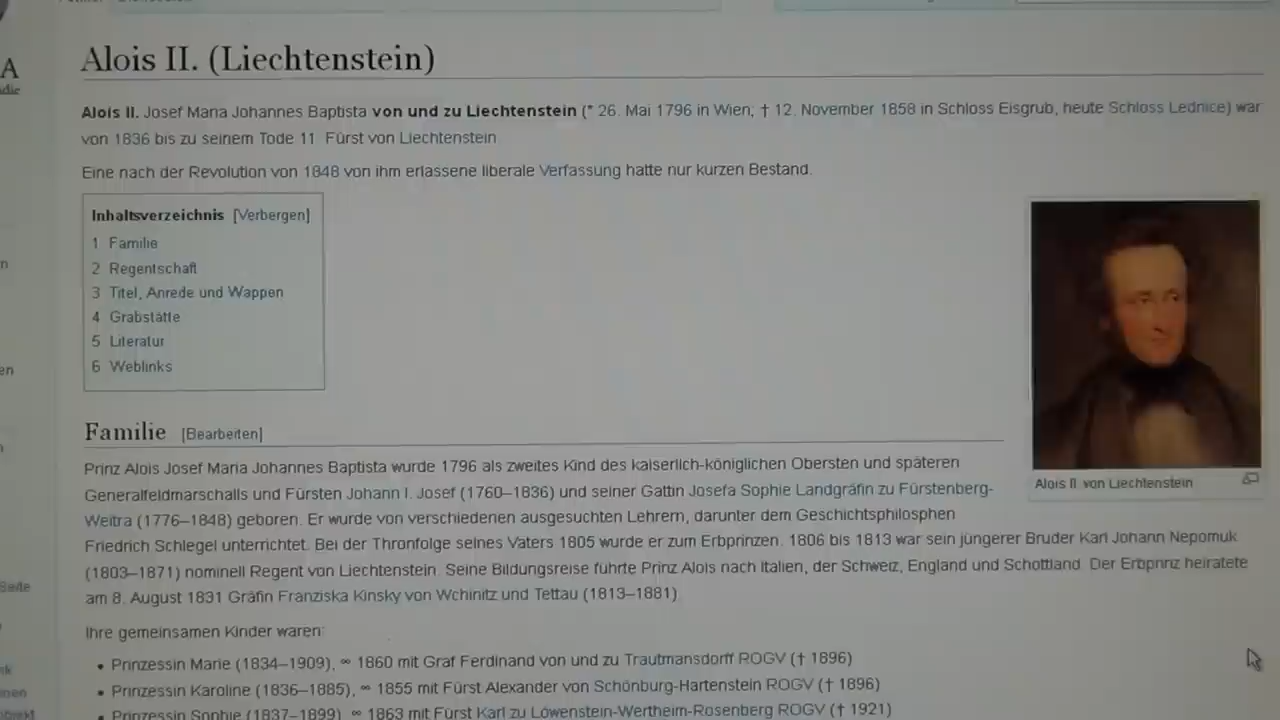 Alois II. (Liechtenstein)
Alois II. Josef Maria Johannes Baptista von und zu Liechtenstein (* 26. Mai 1796 in Wien; † 12. November 1858 in Schloss Eisgrub, heute Schloss Lednice) war
von 1836 bis zu seinem Tode 11. Fürst von Liechtenstein.
Eine nach der Revolution von 1848 von ihm erlassene liberale Verfassung hatte nur kurzen Bestand.
Inhaltsverzeichnis [Verbergen]
1 Familie
2 Regentschaft
3 Titel, Anrede und Wappen
4 Grabstätte
5 Literatur
6 Weblinks
Alois II. von Liechtenstein
Familie [Bearbeiten]
Prinz Alois Josef Maria Johannes Baptista wurde 1796 als zweites Kind des kaiserlich-königlichen Obersten und späteren
Generalfeldmarschalls und Fürsten Johann I. Josef (1760–1836) und seiner Gattin Josefa Sophie Landgräfin zu Fürstenberg-
Weitra (1776–1848) geboren. Er wurde von verschiedenen ausgesuchten Lehrern, darunter dem Geschichtsphilosphen
Friedrich Schlegel unterrichtet. Bei der Thronfolge seines Vaters 1805 wurde er zum Erbprinzen. 1806 bis 1813 war sein jüngerer Bruder Karl Johann Nepomuk
(1803–1871) nominell Regent von Liechtenstein. Seine Bildungsreise führte Prinz Alois nach Italien, der Schweiz, England und Schottland. Der Erbprinz heiratete
am 8. August 1831 Gräfin Franziska Kinsky von Wchinitz und Tettau (1813–1881).
Ihre gemeinsamen Kinder waren:
• Prinzessin Marie (1834–1909), ∞ 1860 mit Graf Ferdinand von und zu Trautmansdorff ROGV († 1896)
• Prinzessin Karoline (1836–1885), ∞ 1855 mit Fürst Alexander von Schönburg-Hartenstein ROGV († 1896)
• Prinzessin Sophie (1837–1899), ∞ 1863 mit Fürst Karl zu Löwenstein-Wertheim-Rosenberg ROGV († 1921)